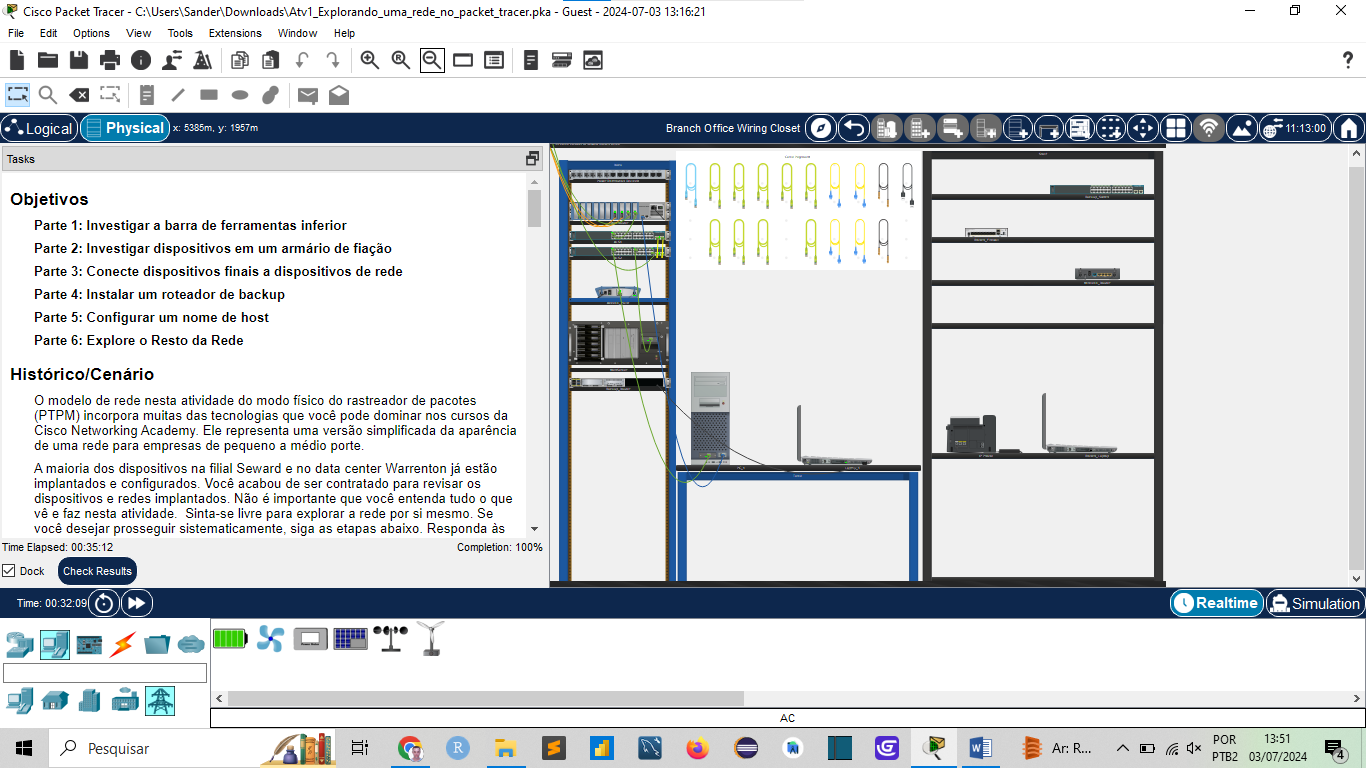 Cisco Packet Tracer - C:\Users\Sander\Downloads\Atv1_Explorando_uma_rede_no_packet_tracer.pka - Guest - 2024-07-03 13:16:21
File Edit Options View Tools Extensions Window Help
Logical
Physical
x: 5385m, y: 1957m
Branch Office Wiring Closet
11:13:00
Tasks
Objetivos
Parte 1: Investigar a barra de ferramentas inferior
Parte 2: Investigar dispositivos em um armário de fiação
Parte 3: Conecte dispositivos finais a dispositivos de rede
Parte 4: Instalar um roteador de backup
Parte 5: Configurar um nome de host
Parte 6: Explore o Resto da Rede
Histórico/Cenário
O modelo de rede nesta atividade do modo físico do rastreador de pacotes
(PTPM) incorpora muitas das tecnologias que você pode dominar nos cursos da
Cisco Networking Academy. Ele representa uma versão simplificada da aparência
de uma rede para empresas de pequeno a médio porte.
A maioria dos dispositivos na filial Seward e no data center Warrenton já estão
implantados e configurados. Você acabou de ser contratado para revisar os
dispositivos e redes implantados. Não é importante que você entenda tudo o que
vê e faz nesta atividade. Sinta-se livre para explorar a rede por si mesmo. Se
você desejar prosseguir sistematicamente, siga as etapas abaixo. Responda às
Time Elapsed: 00:35:12
Completion: 100%
Dock
Check Results
Time: 00:32:09
Realtime
Simulation
AC
Pesquisar
Ar: R...
POR
PTB2
13:51
03/07/2024
4